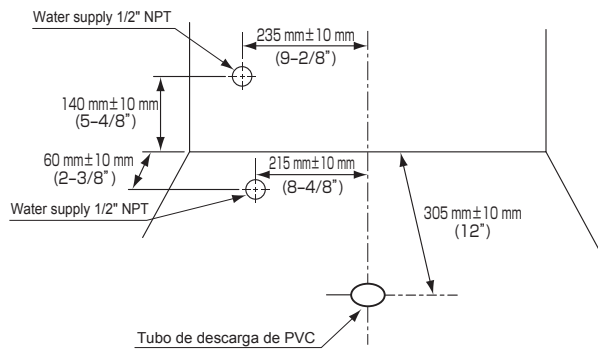 Water supply 1/2" NPT
235 mm±10 mm
(9-2/8")
140 mm±10 mm
(5-4/8")
60 mm±10 mm
(2-3/8")
215 mm±10 mm
(8-4/8")
Water supply 1/2" NPT
305 mm±10 mm
(12")
Tubo de descarga de PVC